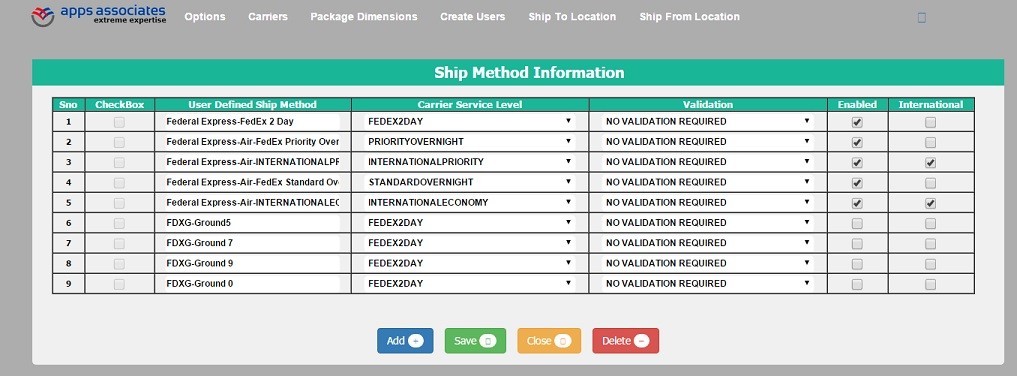 apps associates
extreme expertise
Options Carriers Package Dimensions Create Users Ship To Location Ship From Location
Ship Method Information
Sno CheckBox User Defined Ship Method Carrier Service Level Validation Enabled International
1 Federal Express-FedEx 2 Day FEDEX2DAY NO VALIDATION REQUIRED
2 Federal Express-Air-FedEx Priority Over PRIORITYOVERNIGHT NO VALIDATION REQUIRED
3 Federal Express-Air-INTERNATIONALPR INTERNATIONALPRIORITY NO VALIDATION REQUIRED
4 Federal Express-Air-FedEx Standard Ov STANDARDOVERNIGHT NO VALIDATION REQUIRED
5 Federal Express-Air-INTERNATIONALEC INTERNATIONALECONOMY NO VALIDATION REQUIRED
6 FDXG-Ground5 FEDEX2DAY NO VALIDATION REQUIRED
7 FDXG-Ground 7 FEDEX2DAY NO VALIDATION REQUIRED
8 FDXG-Ground 9 FEDEX2DAY NO VALIDATION REQUIRED
9 FDXG-Ground 0 FEDEX2DAY NO VALIDATION REQUIRED
Add Save Close Delete